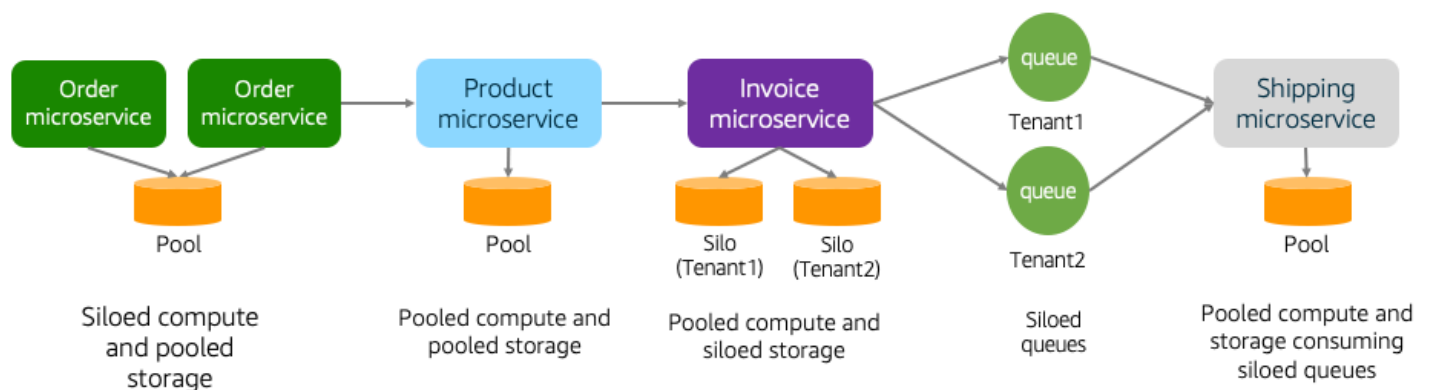 Order
microservice
Order
microservice
Product
microservice
Invoice
microservice
queue
Tenant1
queue
Tenant2
Shipping
microservice
Pool
Pool
Silo
(Tenant1)
Silo
(Tenant2)
Pool
Siloed compute
and pooled
storage
Pooled compute and
pooled storage
Pooled compute and
siloed storage
Siloed
queues
Pooled compute and
storage consuming
siloed queues